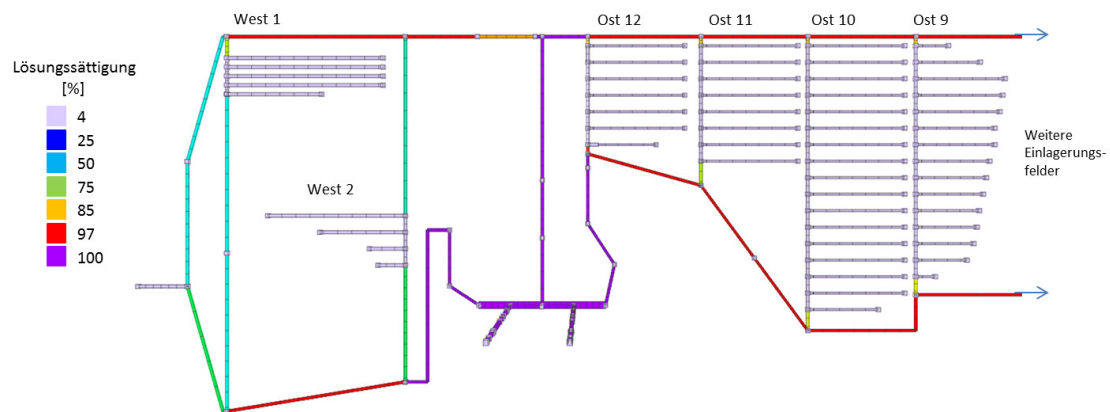 West 1
Ost 12
Ost 11
Ost 10
Ost 9
Lösungssättigung
[%]
4
25
50
75
85
97
100
West 2
Weitere
Einlagerungs-
felder